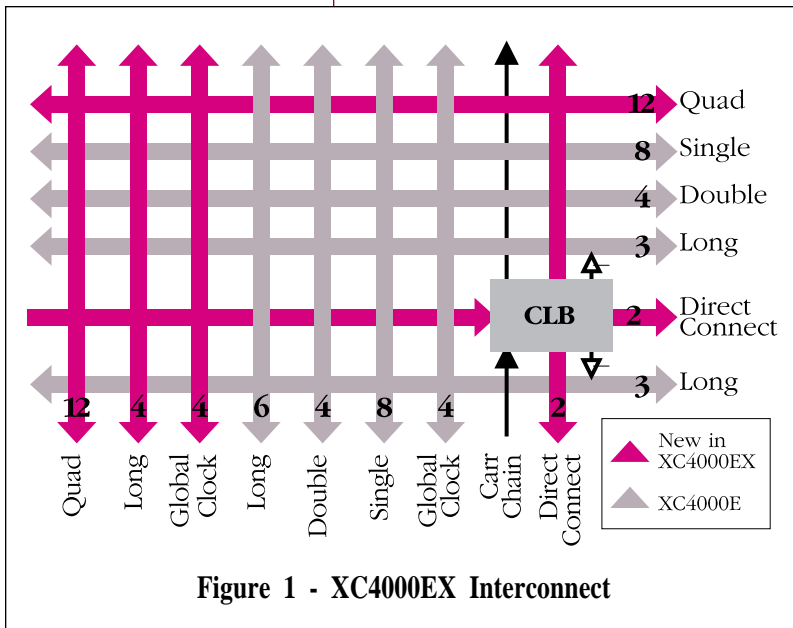 12 Quad
8 Single
4 Double
3 Long
CLB
2 Direct
Connect
3 Long
12 4 4 6 4 8 4 2
Quad
Long
Global
Clock
Long
Double
Single
Global
Clock
Carr
Chain
Direct
Connect
New in
XC4000EX
XC4000E
Figure 1 - XC4000EX Interconnect